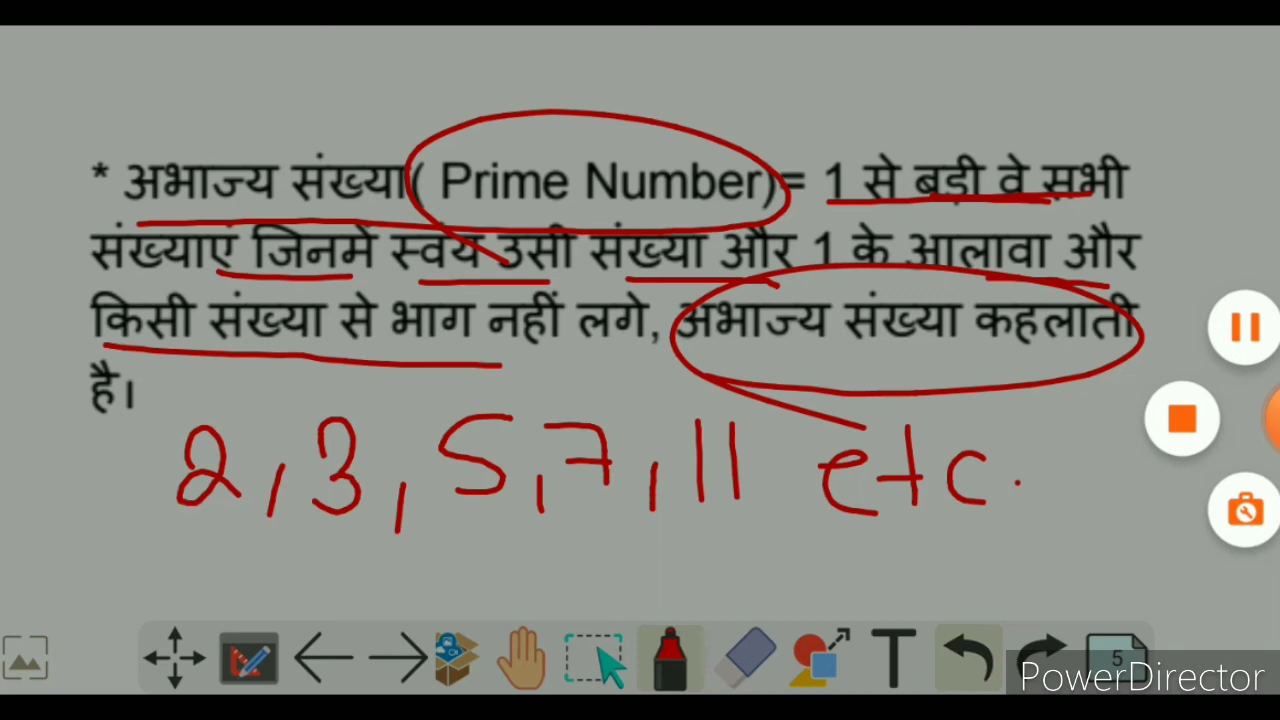 * अभाज्य संख्या( Prime Number)= 1 से बड़ी वे सभी
संख्याएं जिनमें स्वंय उसी संख्या और 1 के आलावा और
किसी संख्या से भाग नहीं लगे, अभाज्य संख्या कहलाती
है।
2, 3, 5, 7, 11 etc.
T
5
PowerDirector